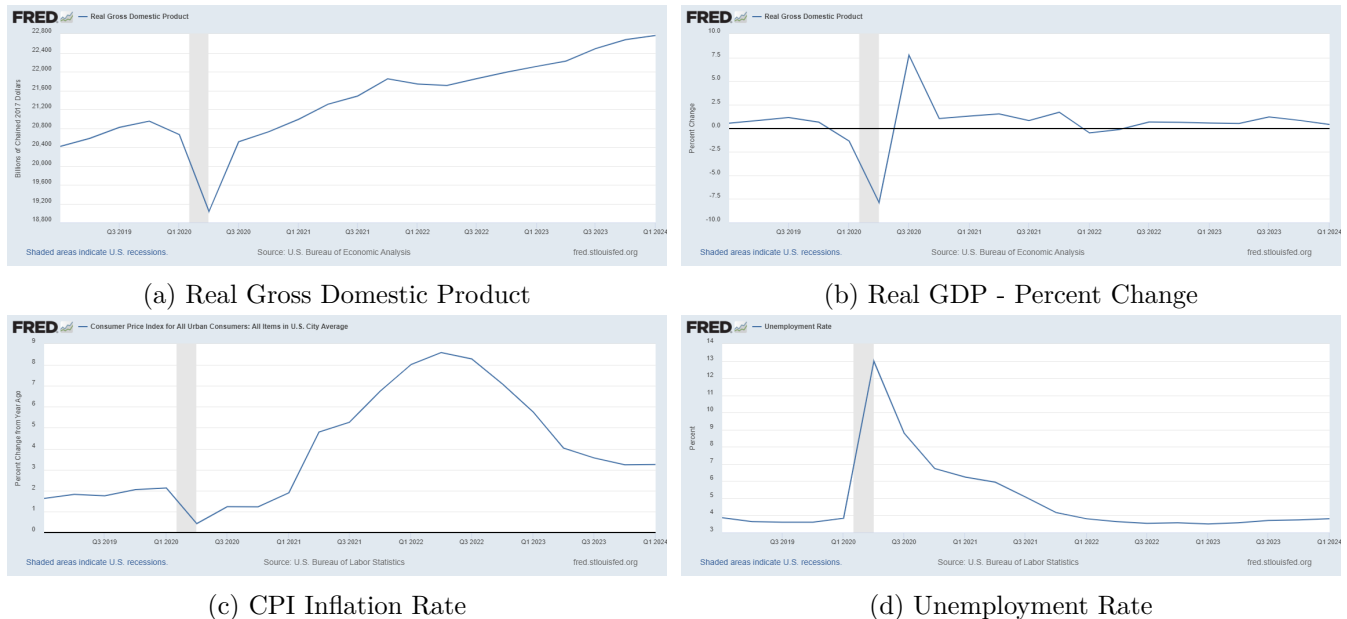 FRED — Real Gross Domestic Product
22,800
22,400
22,000
21,600
21,200
20,800
20,400
20,000
19,600
19,200
18,800
Billions of Chained 2017 Dollars
Q3 2019 Q1 2020 Q3 2020 Q1 2021 Q3 2021 Q1 2022 Q3 2022 Q1 2023 Q3 2023 Q1 2024
Shaded areas indicate U.S. recessions. Source: U.S. Bureau of Economic Analysis fred.stlouisfed.org
(a) Real Gross Domestic Product
FRED — Real Gross Domestic Product
10.0
7.5
5.0
2.5
0.0
-2.5
-5.0
-7.5
-10.0
Percent Change
Q3 2019 Q1 2020 Q3 2020 Q1 2021 Q3 2021 Q1 2022 Q3 2022 Q1 2023 Q3 2023 Q1 2024
Shaded areas indicate U.S. recessions. Source: U.S. Bureau of Economic Analysis fred.stlouisfed.org
(b) Real GDP - Percent Change
FRED — Consumer Price Index for All Urban Consumers: All Items in U.S. City Average
9
8
7
6
5
4
3
2
1
0
Percent Change from Year Ago
Q3 2019 Q1 2020 Q3 2020 Q1 2021 Q3 2021 Q1 2022 Q3 2022 Q1 2023 Q3 2023 Q1 2024
Shaded areas indicate U.S. recessions. Source: U.S. Bureau of Labor Statistics fred.stlouisfed.org
(c) CPI Inflation Rate
FRED — Unemployment Rate
14
13
12
11
10
9
8
7
6
5
4
3
Percent
Q3 2019 Q1 2020 Q3 2020 Q1 2021 Q3 2021 Q1 2022 Q3 2022 Q1 2023 Q3 2023 Q1 2024
Shaded areas indicate U.S. recessions. Source: U.S. Bureau of Labor Statistics fred.stlouisfed.org
(d) Unemployment Rate